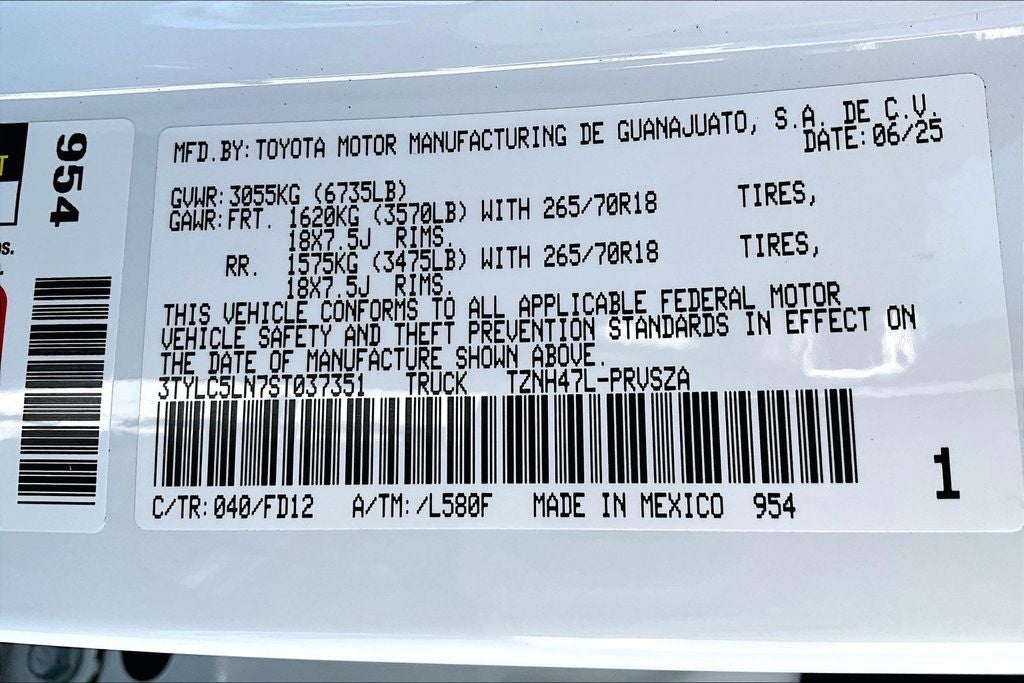 MFD.BY: TOYOTA MOTOR MANUFACTURING DE GUANAJUATO, S.A. DE C.V.
DATE: 06/25
GVWR: 3055KG (6735LB)
GAWR: FRT. 1620KG (3570LB) WITH 265/70R18 TIRES,
18X7.5J RIMS.
RR. 1575KG (3475LB) WITH 265/70R18 TIRES,
18X7.5J RIMS.
THIS VEHICLE CONFORMS TO ALL APPLICABLE FEDERAL MOTOR
VEHICLE SAFETY AND THEFT PREVENTION STANDARDS IN EFFECT ON
THE DATE OF MANUFACTURE SHOWN ABOVE.
3TYLC5LN7ST037351 TRUCK TZNH47L-PRVSZA
C/TR: 040/FD12 A/TM: /L580F MADE IN MEXICO 954
1
954